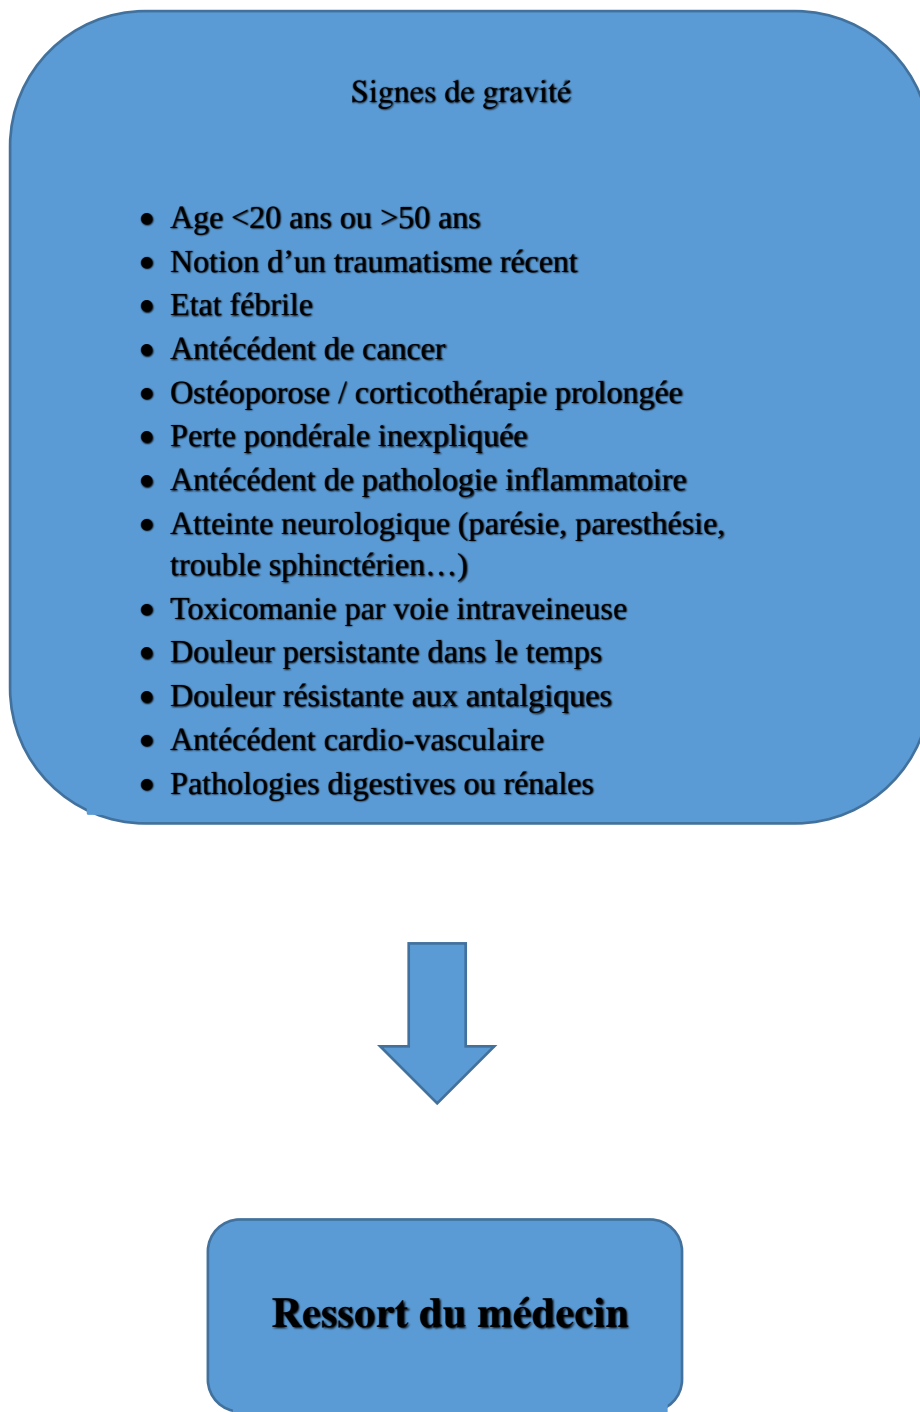 Signes de gravité
• Age <20 ans ou >50 ans
• Notion d’un traumatisme récent
• Etat fébrile
• Antécédent de cancer
• Ostéoporose / corticothérapie prolongée
• Perte pondérale inexpliquée
• Antécédent de pathologie inflammatoire
• Atteinte neurologique (parésie, paresthésie,
trouble sphinctérien…)
• Toxicomanie par voie intraveineuse
• Douleur persistante dans le temps
• Douleur résistante aux antalgiques
• Antécédent cardio-vasculaire
• Pathologies digestives ou rénales
Ressort du médecin